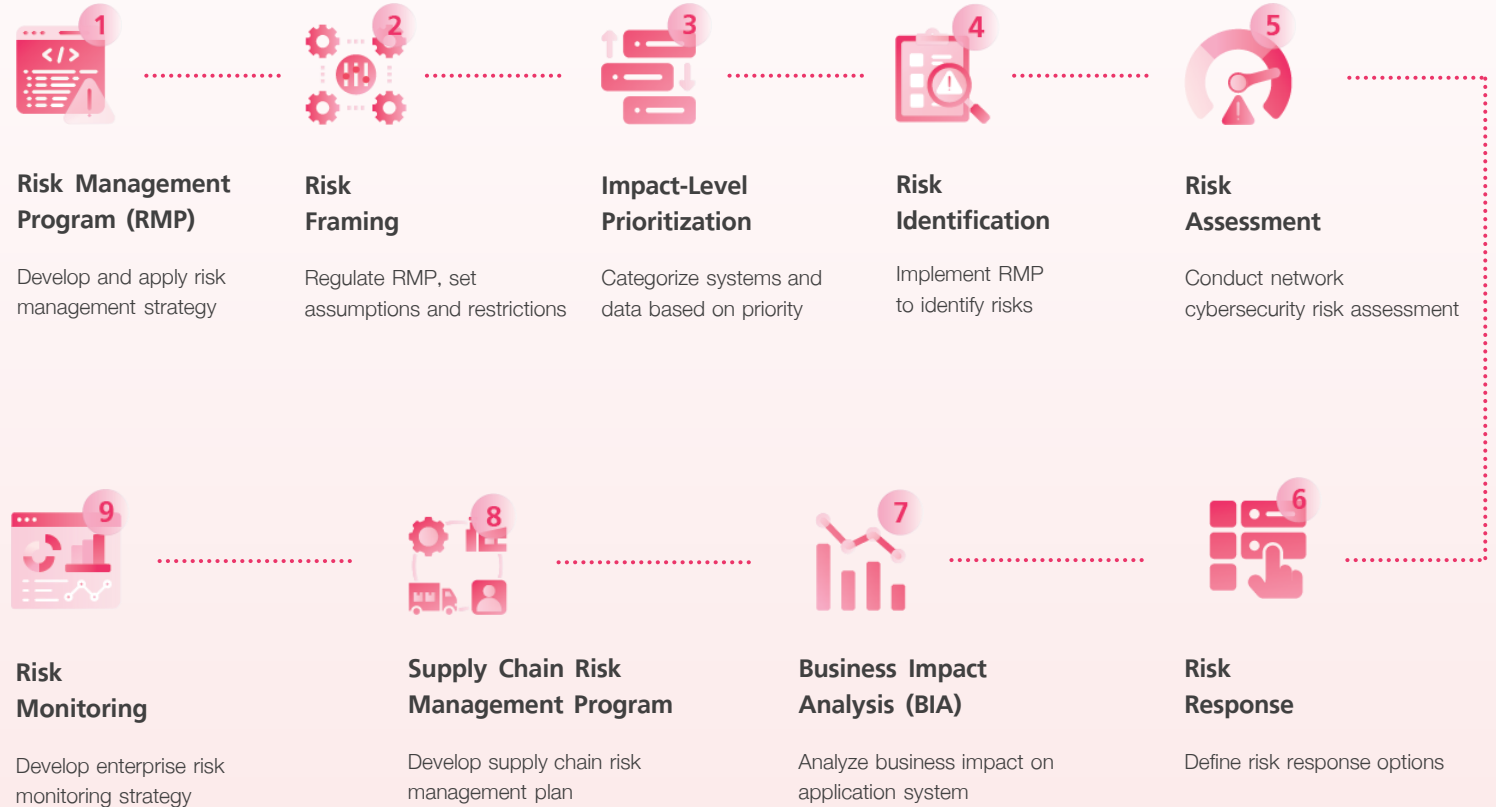 1
Risk Management
Program (RMP)
Develop and apply risk
management strategy
2
Risk
Framing
Regulate RMP, set
assumptions and restrictions
3
Impact-Level
Prioritization
Categorize systems and
data based on priority
4
Risk
Identification
Implement RMP
to identify risks
5
Risk
Assessment
Conduct network
cybersecurity risk assessment
6
Risk
Response
Define risk response options
7
Business Impact
Analysis (BIA)
Analyze business impact on
application system
8
Supply Chain Risk
Management Program
Develop supply chain risk
management plan
9
Risk
Monitoring
Develop enterprise risk
monitoring strategy